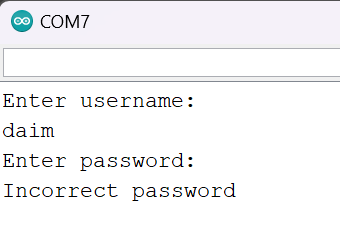 COM7
Enter username:
daim
Enter password:
Incorrect password